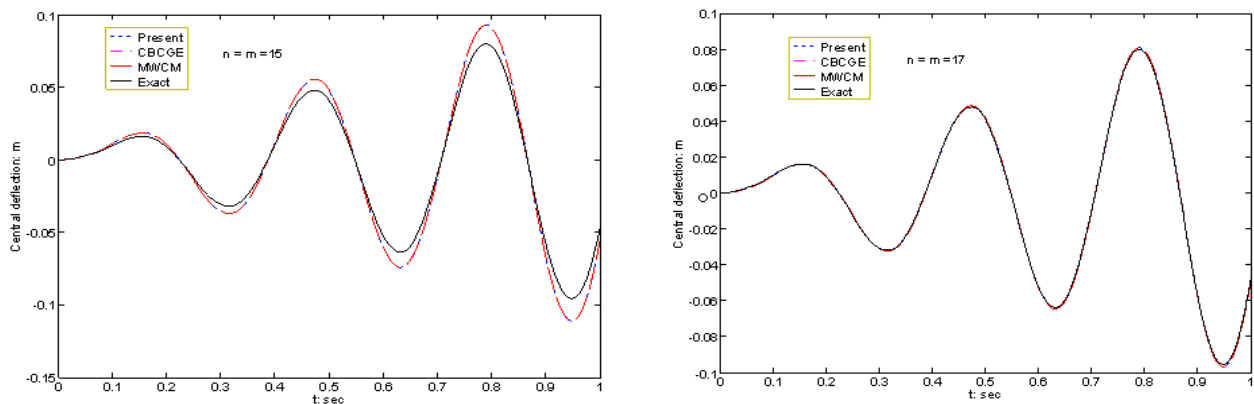 0.1
0.05
0
-0.05
-0.1
-0.15
Central deflection: m
Present
CBCGE
MWCM
Exact
n = m =15
0 0.1 0.2 0.3 0.4 0.5 0.6 0.7 0.8 0.9 1
t: sec
0.1
0.08
0.06
0.04
0.02
0
-0.02
-0.04
-0.06
-0.08
-0.1
Central deflection: m
Present
CBCGE
MWCM
Exact
n = m=17
0 0.1 0.2 0.3 0.4 0.5 0.6 0.7 0.8 0.9 1
t: sec